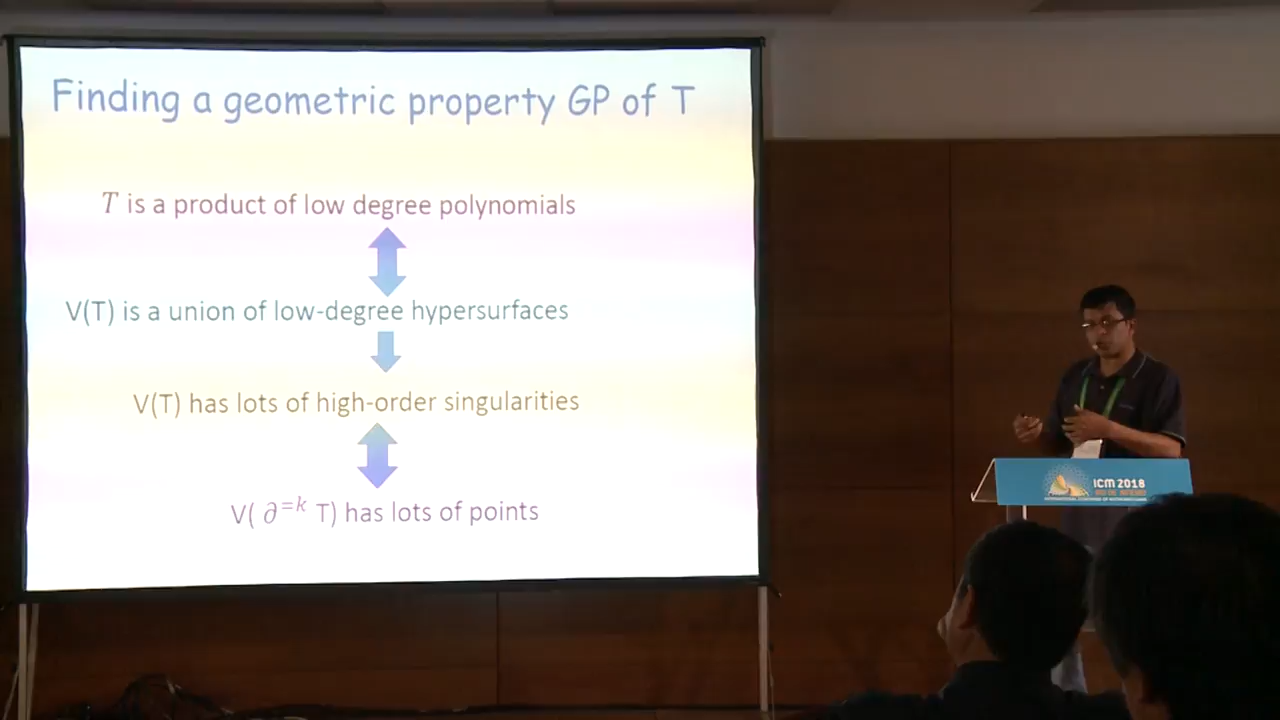 Finding a geometric property GP of T
T is a product of low degree polynomials
V(T) is a union of low-degree hypersurfaces
V(T) has lots of high-order singularities
V( ∂⁼ᵏ T) has lots of points
ICM 2018